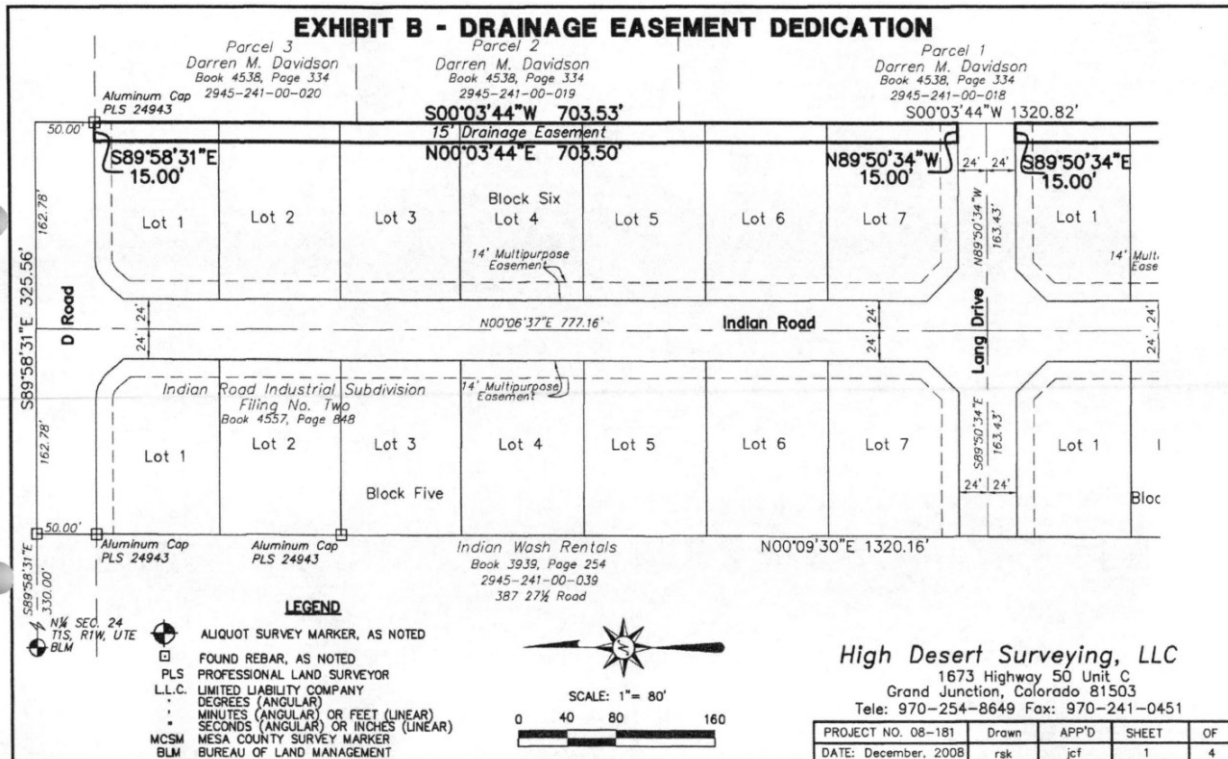 EXHIBIT B - DRAINAGE EASEMENT DEDICATION
Parcel 3
Darren M. Davidson
Book 4538, Page 334
2945-241-00-020
Parcel 2
Darren M. Davidson
Book 4538, Page 334
2945-241-00-019
Parcel 1
Darren M. Davidson
Book 4538, Page 334
2945-241-00-018
Aluminum Cap
PLS 24943
S00°03'44"W 703.53'
S00°03'44"W 1320.82'
50.00'
15' Drainage Easement
N00°03'44"E 703.50'
S89°58'31"E
15.00'
N89°50'34"W
15.00'
24' 24'
S89°50'34"E
15.00'
162.78'
Block Six
Lot 1
Lot 2
Lot 3
Lot 4
Lot 5
Lot 6
Lot 7
N89°50'34"W
163.43'
Lot 1
14' Multipurpose
Easement
14' Mult
Ease
S89°58'31"E 325.56'
D Road
24'
24'
N00°06'37"E 777.16'
Indian Road
24'
24'
Lang Drive
24'
24'
Indian Road Industrial Subdivision
Filing No. Two
Book 4557, Page 848
14' Multipurpose
Easement
162.78'
Lot 1
Lot 2
Lot 3
Lot 4
Lot 5
Lot 6
Lot 7
S89°50'34"E
163.43'
Lot 1
24' 24'
Block Five
Bloc
50.00'
Aluminum Cap
PLS 24943
Aluminum Cap
PLS 24943
Indian Wash Rentals
Book 3939, Page 254
2945-241-00-039
387 27½ Road
N00°09'30"E 1320.16'
S89°58'31"E
330.00'
N¼ SEC. 24
T1S, R1W, UTE
BLM
LEGEND
ALIQUOT SURVEY MARKER, AS NOTED
FOUND REBAR, AS NOTED
PLS PROFESSIONAL LAND SURVEYOR
L.L.C. LIMITED LIABILITY COMPANY
° DEGREES (ANGULAR)
' MINUTES (ANGULAR) OR FEET (LINEAR)
" SECONDS (ANGULAR) OR INCHES (LINEAR)
MCSM MESA COUNTY SURVEY MARKER
BLM BUREAU OF LAND MANAGEMENT
SCALE: 1"= 80'
0 40 80 160
High Desert Surveying, LLC
1673 Highway 50 Unit C
Grand Junction, Colorado 81503
Tele: 970-254-8649 Fax: 970-241-0451
PROJECT NO. 08-181 Drawn APP'D SHEET OF
DATE: December, 2008 rsk jcf 1 4